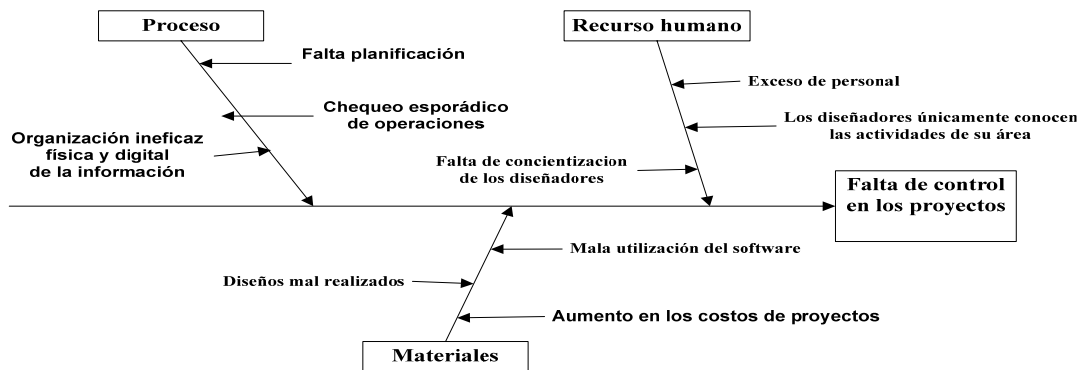 Proceso
Falta planificación
Chequeo esporádico
de operaciones
Organización ineficaz
física y digital
de la información
Recurso humano
Exceso de personal
Los diseñadores únicamente conocen
las actividades de su área
Falta de concientizacion
de los diseñadores
Falta de control
en los proyectos
Mala utilización del software
Diseños mal realizados
Aumento en los costos de proyectos
Materiales